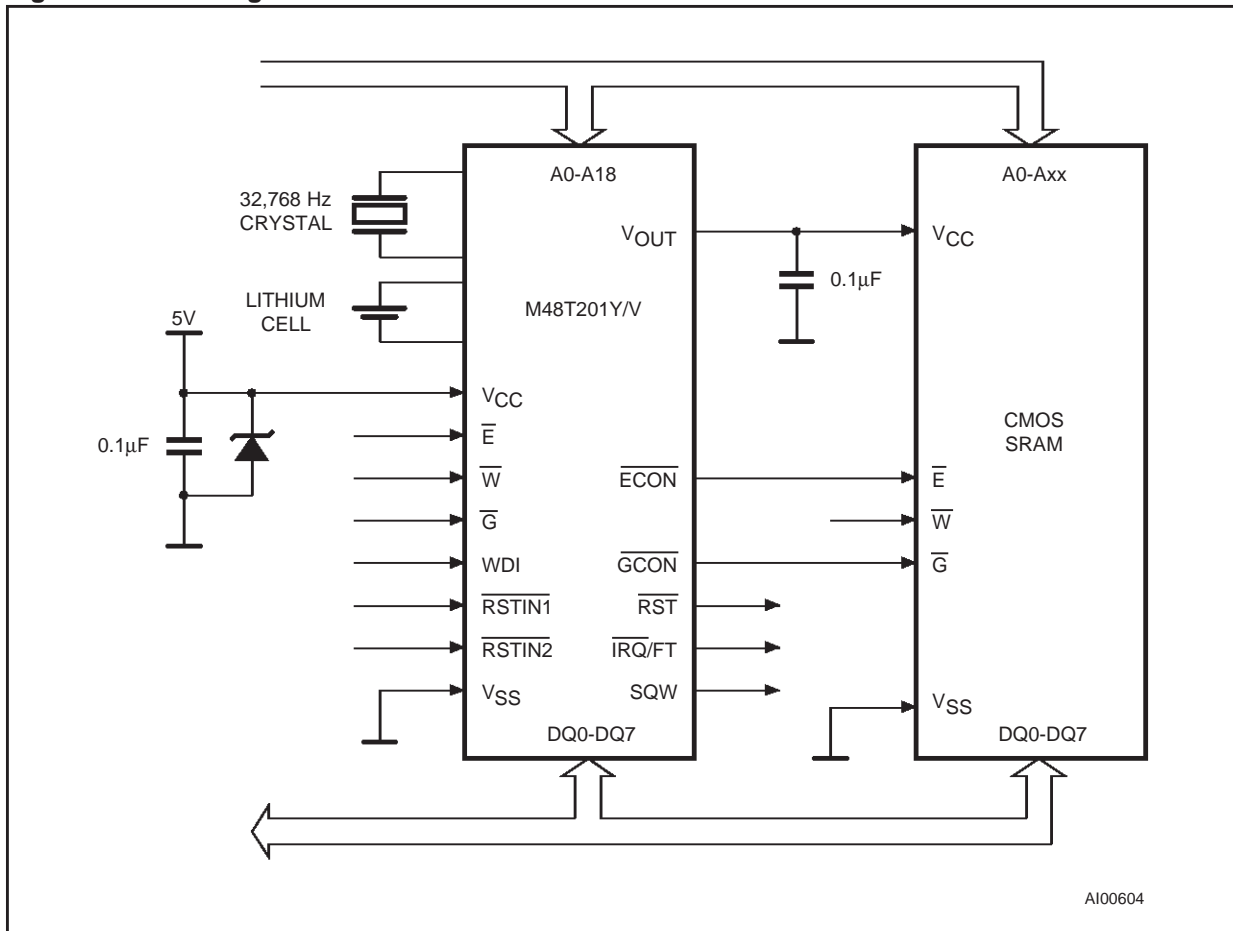 A0-A18
A0-Axx
32,768 Hz
CRYSTAL
VOUT
VCC
0.1μF
LITHIUM
CELL
M48T201Y/V
5V
VCC
0.1μF
E
CMOS
SRAM
W
ECON
E
G
W
WDI
GCON
G
RSTIN1
RST
RSTIN2
IRQ/FT
VSS
SQW
VSS
DQ0-DQ7
DQ0-DQ7
AI00604